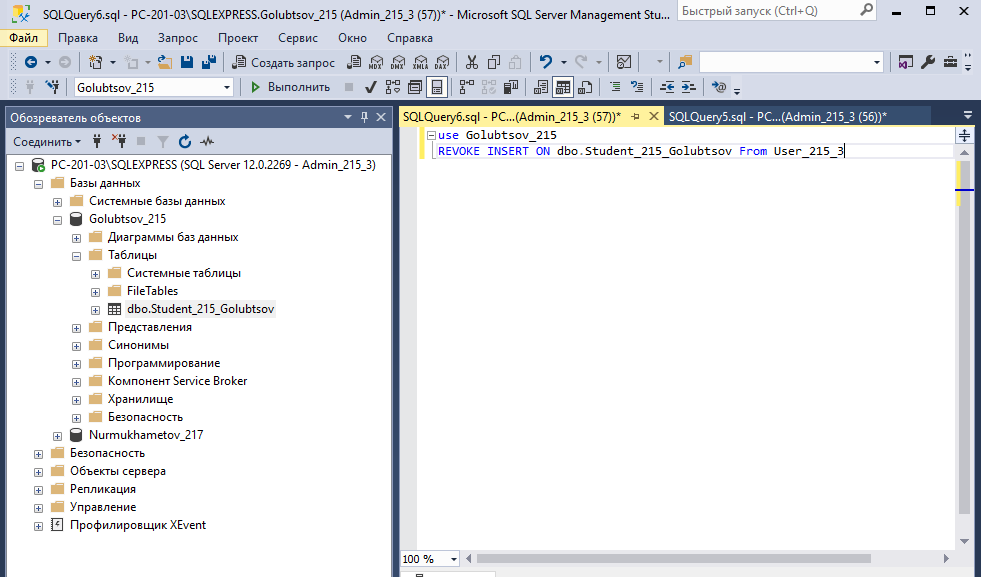 SQLQuery6.sql - PC-201-03\SQLEXPRESS.Golubtsov_215 (Admin_215_3 (57))* - Microsoft SQL Server Management Stu...
Быстрый запуск (Ctrl+Q)
Файл Правка Вид Запрос Проект Сервис Окно Справка
Создать запрос MDX DMX XMLA DAX
Golubtsov_215 Выполнить
Обозреватель объектов
SQLQuery6.sql - PC...(Admin_215_3 (57))* SQLQuery5.sql - PC...(Admin_215_3 (56))*
Соединить
use Golubtsov_215
REVOKE INSERT ON dbo.Student_215_Golubtsov From User_215_3
PC-201-03\SQLEXPRESS (SQL Server 12.0.2269 - Admin_215_3)
Базы данных
Системные базы данных
Golubtsov_215
Диаграммы баз данных
Таблицы
Системные таблицы
FileTables
dbo.Student_215_Golubtsov
Представления
Синонимы
Программирование
Компонент Service Broker
Хранилище
Безопасность
Nurmukhametov_217
Безопасность
Объекты сервера
Репликация
Управление
Профилировщик XEvent
100 %